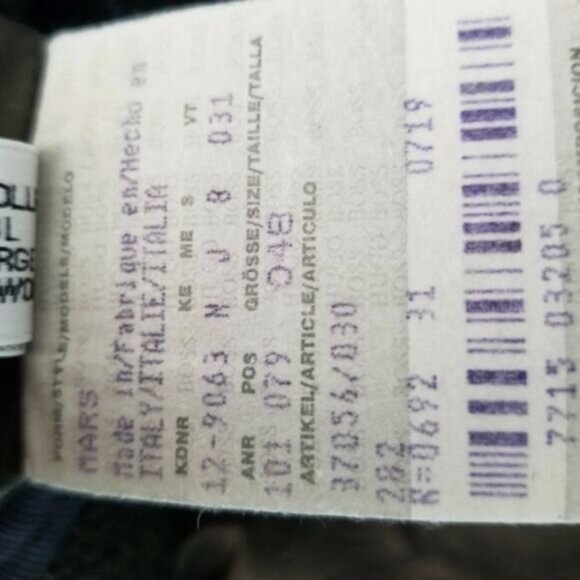 FORM/STYLE/MODELE/MODELO
MARS
Made in/Fabrique en/Hecho en
ITALY/ITALIE/ITALIA
KDNR KE ME S VT
12-9063 N J 8 031
ANR POS GRÖSSE/SIZE/TAILLE/TALLA
101 079 048
ARTIKEL/ARTICLE/ARTICULO
37056/030
282
R=0692 31 0719
7715 03205 0